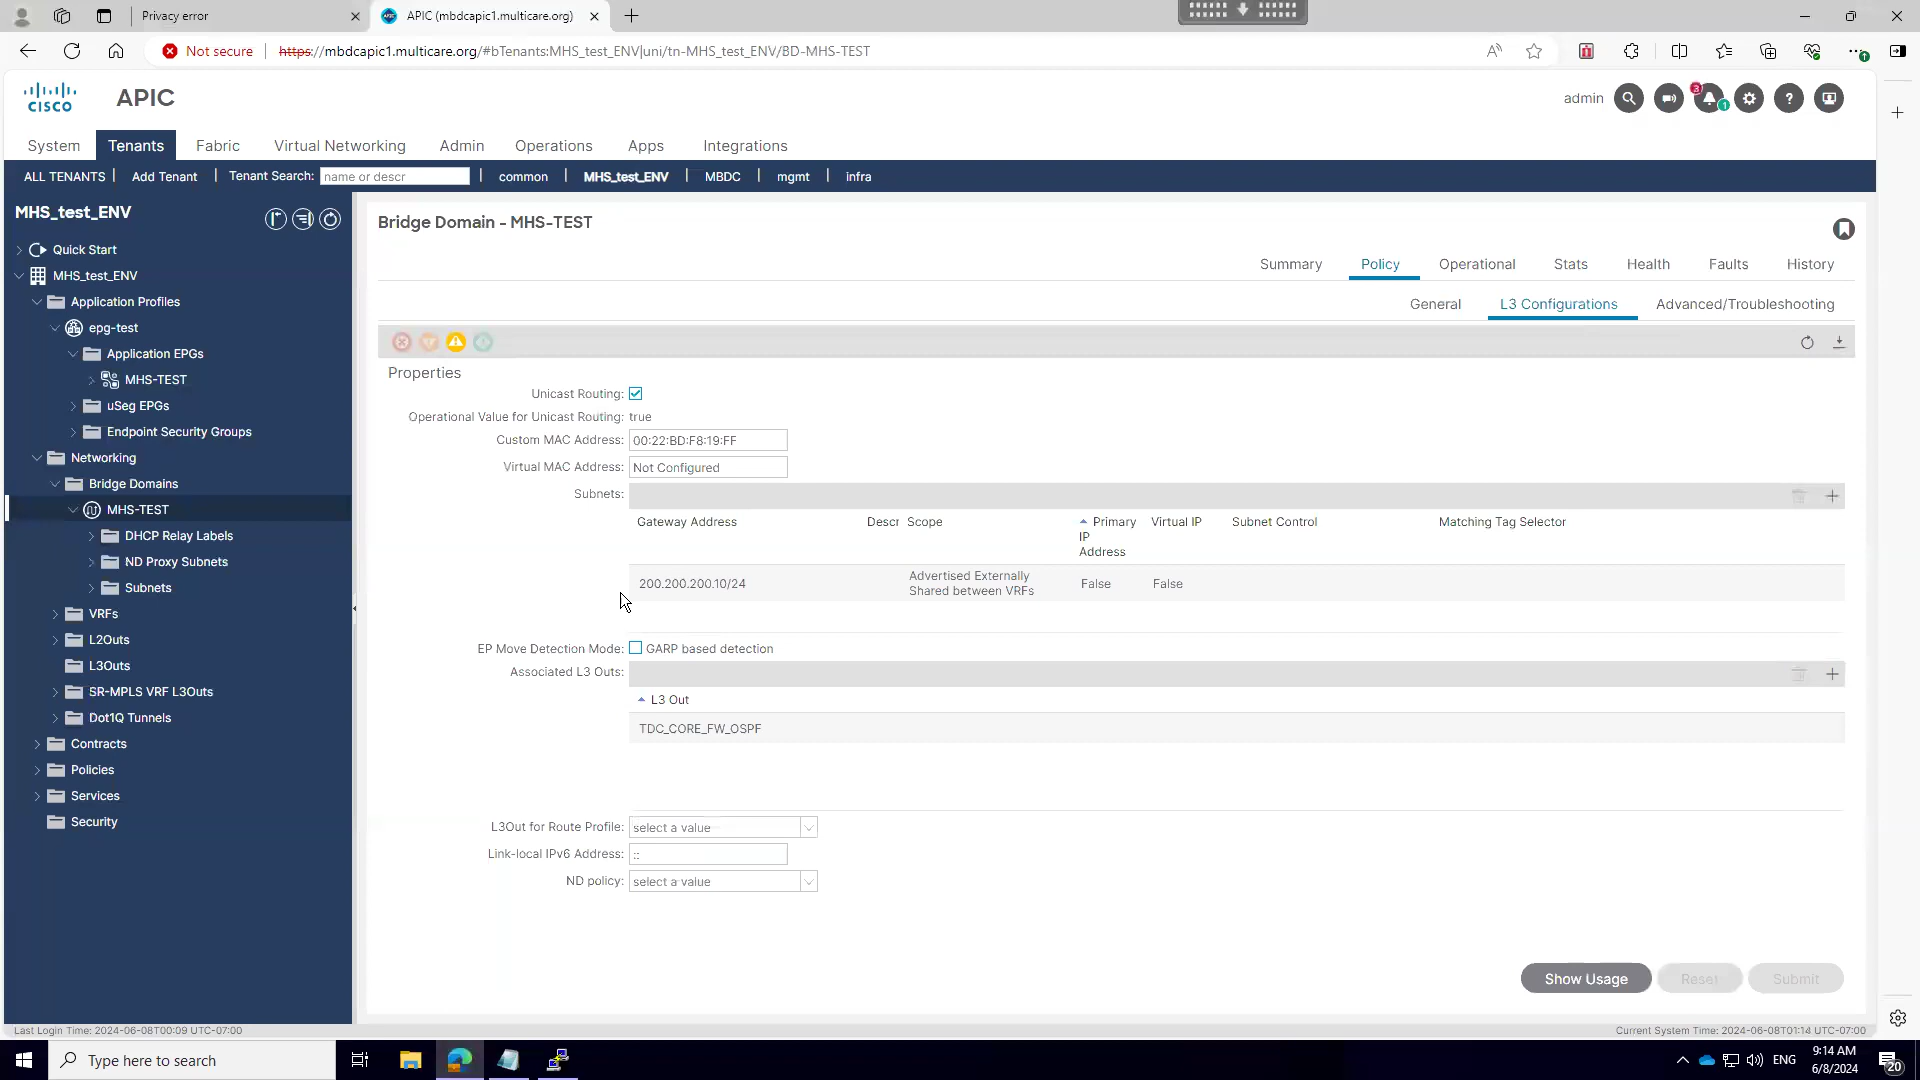 Privacy error
APIC (mbdcapic1.multicare.org)
Not secure
https://mbdcapic1.multicare.org/#bTenants:MHS_test_ENV|uni/tn-MHS_test_ENV/BD-MHS-TEST
CISCO
APIC
admin
3
1
System Tenants Fabric Virtual Networking Admin Operations Apps Integrations
ALL TENANTS | Add Tenant | Tenant Search: name or descr | common | MHS_test_ENV | MBDC | mgmt | infra
MHS_test_ENV
Quick Start
MHS_test_ENV
Application Profiles
epg-test
Application EPGs
MHS-TEST
uSeg EPGs
Endpoint Security Groups
Networking
Bridge Domains
MHS-TEST
DHCP Relay Labels
ND Proxy Subnets
Subnets
VRFs
L2Outs
L3Outs
SR-MPLS VRF L3Outs
Dot1Q Tunnels
Contracts
Policies
Services
Security
Bridge Domain - MHS-TEST
Summary Policy Operational Stats Health Faults History
General L3 Configurations Advanced/Troubleshooting
Properties
Unicast Routing:
Operational Value for Unicast Routing: true
Custom MAC Address: 00:22:BD:F8:19:FF
Virtual MAC Address: Not Configured
Subnets:
Gateway Address Descr Scope Primary IP Address Virtual IP Subnet Control Matching Tag Selector
200.200.200.10/24 Advertised Externally Shared between VRFs False False
EP Move Detection Mode: GARP based detection
Associated L3 Outs:
L3 Out
TDC_CORE_FW_OSPF
L3Out for Route Profile: select a value
Link-local IPv6 Address: ::
ND policy: select a value
Show Usage Reset Submit
Last Login Time: 2024-06-08T00:09 UTC-07:00
Current System Time: 2024-06-08T01:14 UTC-07:00
Type here to search
ENG
9:14 AM
6/8/2024
20